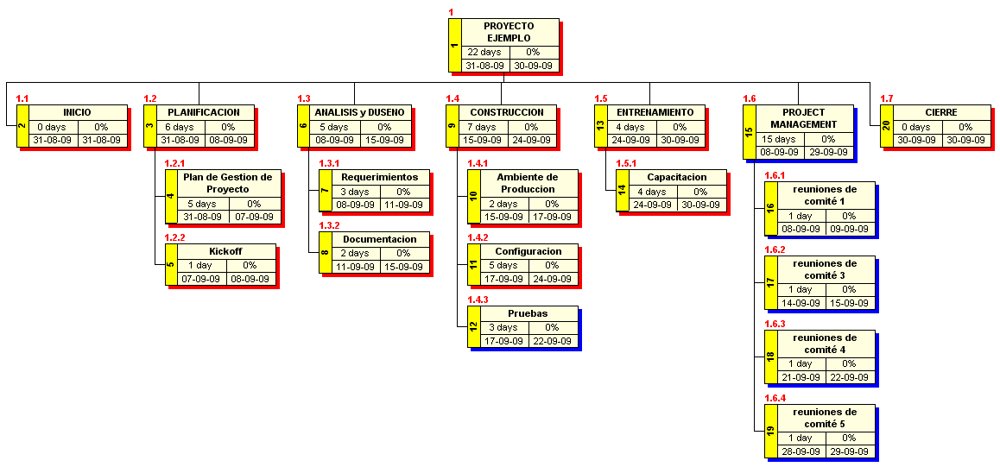 1
PROYECTO
EJEMPLO
1
22 days 0%
31-08-09 30-09-09
1.1
INICIO
2
0 days 0%
31-08-09 31-08-09
1.2
PLANIFICACION
3
6 days 0%
31-08-09 08-09-09
1.2.1
Plan de Gestion de
Proyecto
4
5 days 0%
31-08-09 07-09-09
1.2.2
Kickoff
5
1 day 0%
07-09-09 08-09-09
1.3
ANALISIS y DUSENO
6
5 days 0%
08-09-09 15-09-09
1.3.1
Requerimientos
7
3 days 0%
08-09-09 11-09-09
1.3.2
Documentacion
8
2 days 0%
11-09-09 15-09-09
1.4
CONSTRUCCION
9
7 days 0%
15-09-09 24-09-09
1.4.1
Ambiente de
Produccion
10
2 days 0%
15-09-09 17-09-09
1.4.2
Configuracion
11
5 days 0%
17-09-09 24-09-09
1.4.3
Pruebas
12
3 days 0%
17-09-09 22-09-09
1.5
ENTRENAMIENTO
13
4 days 0%
24-09-09 30-09-09
1.5.1
Capacitacion
14
4 days 0%
24-09-09 30-09-09
1.6
PROJECT
MANAGEMENT
15
15 days 0%
08-09-09 29-09-09
1.6.1
reuniones de
comité 1
16
1 day 0%
08-09-09 09-09-09
1.6.2
reuniones de
comité 3
17
1 day 0%
14-09-09 15-09-09
1.6.3
reuniones de
comité 4
18
1 day 0%
21-09-09 22-09-09
1.6.4
reuniones de
comité 5
19
1 day 0%
28-09-09 29-09-09
1.7
CIERRE
20
0 days 0%
30-09-09 30-09-09